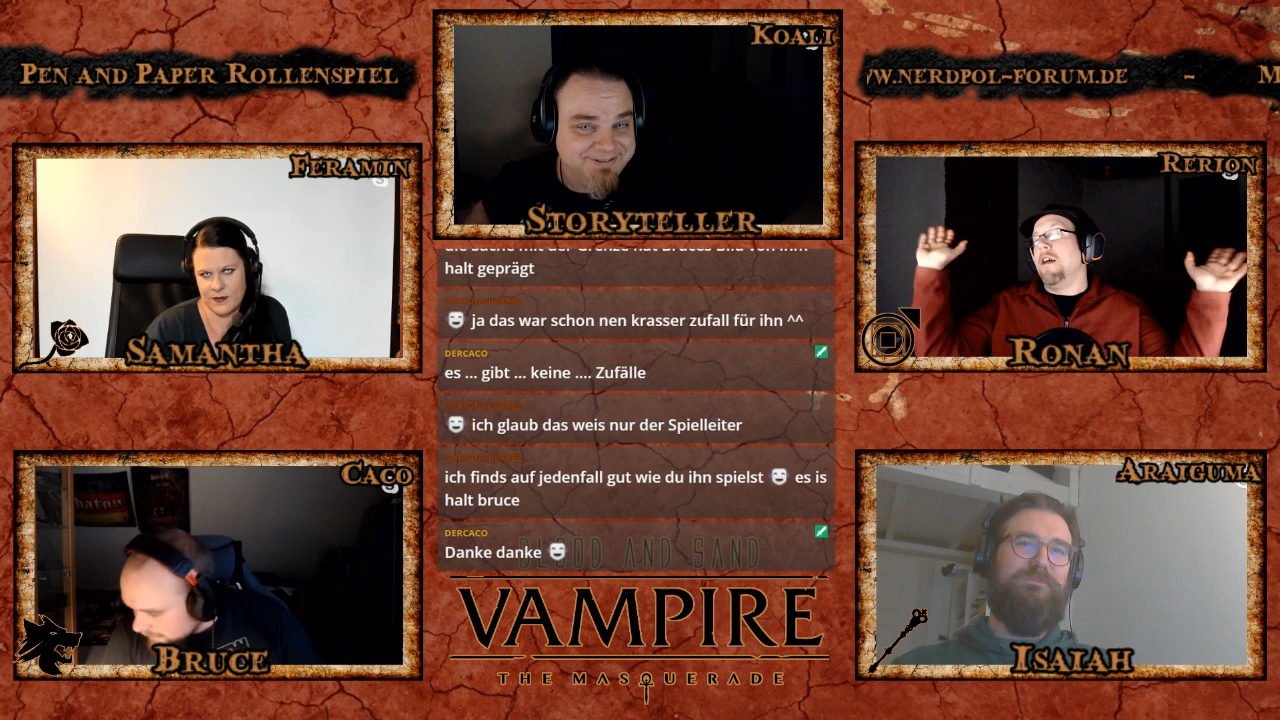 KOALI
PEN AND PAPER ROLLENSPIEL
WW.NERDPOL-FORUM.DE - M
FERAMIN
RERION
STORYTELLER
halt geprägt
ja das war schon nen krasser zufall für ihn ^^
SAMANTHA
RONAN
DERCACO
es ... gibt ... keine .... Zufälle
ich glaub das weis nur der Spielleiter
CACO
ARAIGUMA
ich finds auf jedenfall gut wie du ihn spielst es is
halt bruce
DERCACO
Danke danke
BLOOD AND SAND
VAMPIRE
THE MASQUERADE
BRUCE
ISAIAH